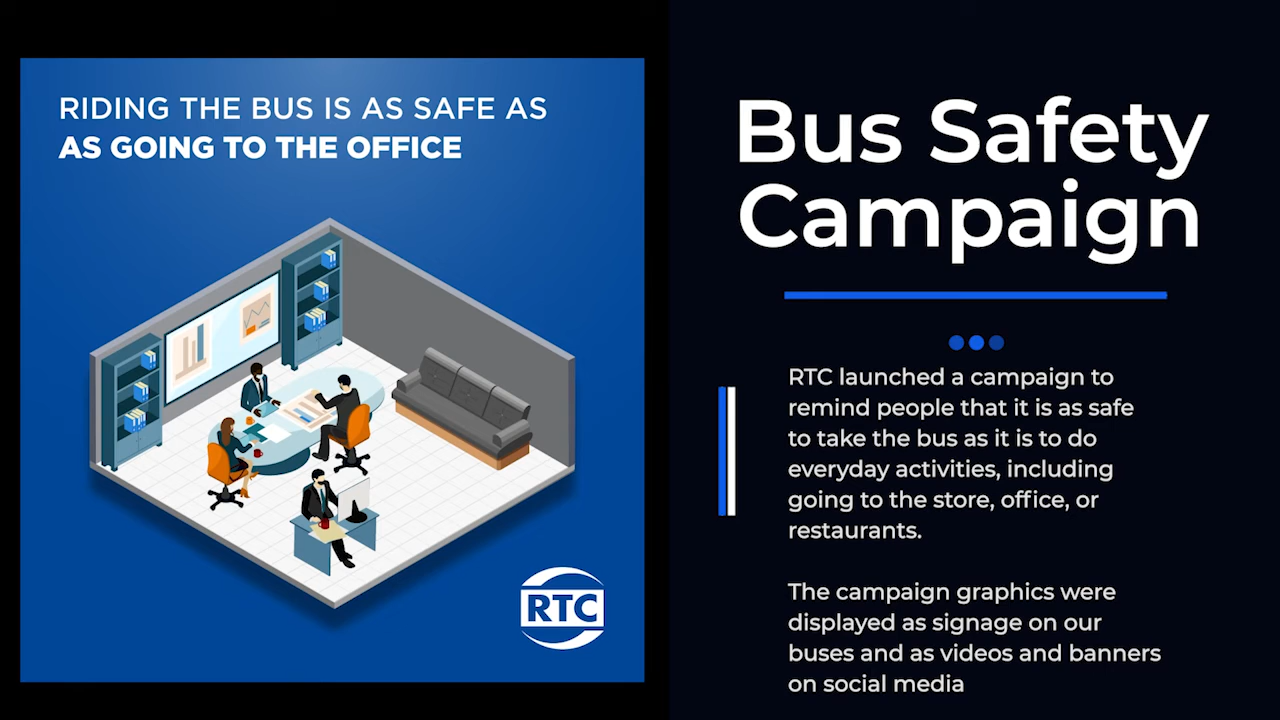 RIDING THE BUS IS AS SAFE AS
AS GOING TO THE OFFICE
RTC
Bus Safety
Campaign
RTC launched a campaign to
remind people that it is as safe
to take the bus as it is to do
everyday activities, including
going to the store, office, or
restaurants.
The campaign graphics were
displayed as signage on our
buses and as videos and banners
on social media